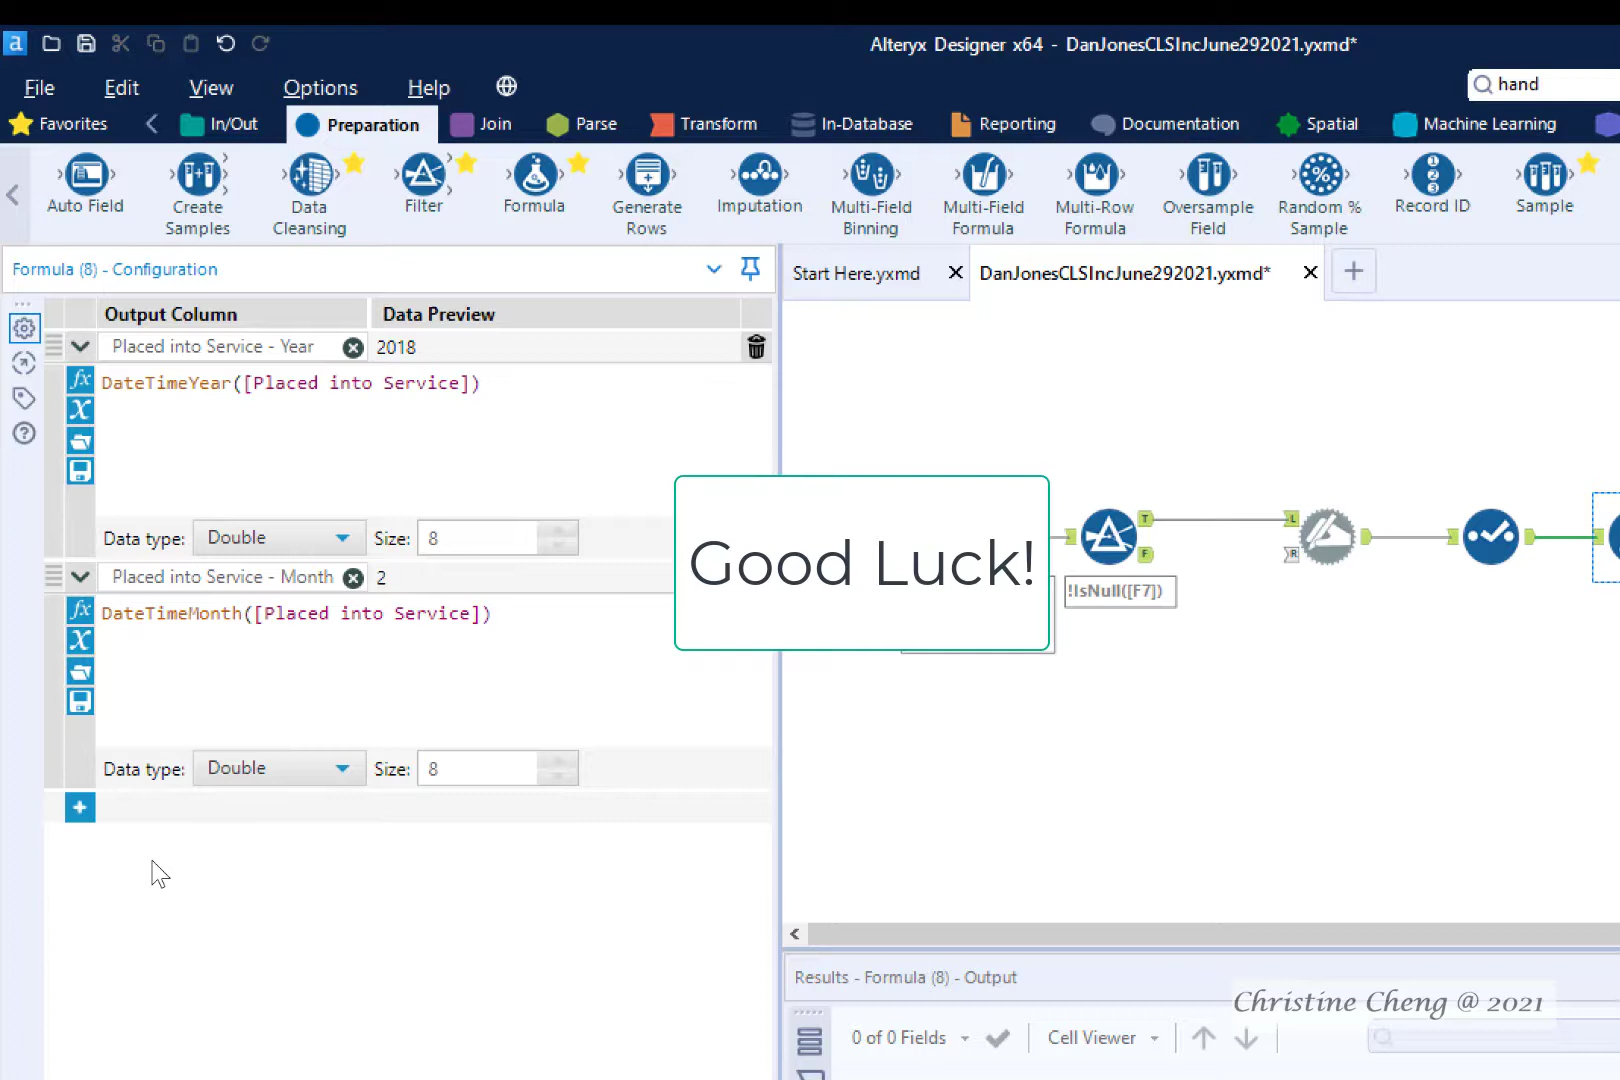 Alteryx Designer x64 - DanJonesCLSIncJune292021.yxmd*
File Edit View Options Help
hand
Favorites In/Out Preparation Join Parse Transform In-Database Reporting Documentation Spatial Machine Learning
Auto Field
Create Samples
Data Cleansing
Filter
Formula
Generate Rows
Imputation
Multi-Field Binning
Multi-Field Formula
Multi-Row Formula
Oversample Field
Random % Sample
Record ID
Sample
Formula (8) - Configuration
Output Column Data Preview
Placed into Service - Year 2018
DateTimeYear([Placed into Service])
Data type: Double Size: 8
Placed into Service - Month 2
DateTimeMonth([Placed into Service])
Data type: Double Size: 8
Start Here.yxmd DanJonesCLSIncJune292021.yxmd*
Good Luck!
T
F
L
R
!IsNull([F7])
Results - Formula (8) - Output
Christine Cheng @ 2021
0 of 0 Fields Cell Viewer